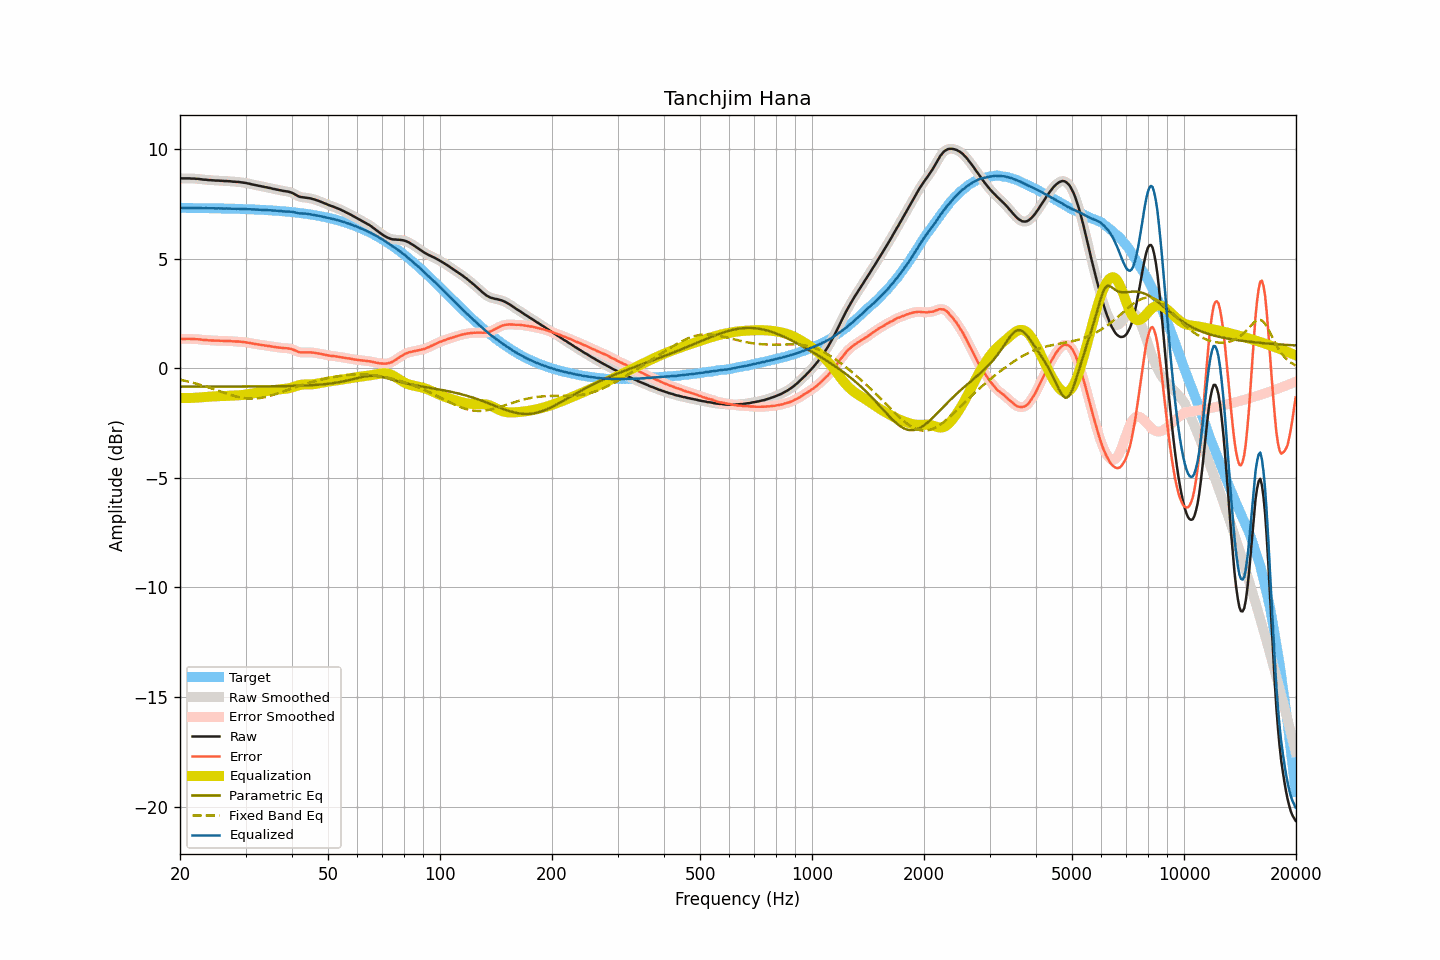 Tanchjim Hana
10
5
0
−5
−10
−15
−20
Amplitude (dBr)
Target
Raw Smoothed
Error Smoothed
Raw
Error
Equalization
Parametric Eq
Fixed Band Eq
Equalized
20 50 100 200 500 1000 2000 5000 10000 20000
Frequency (Hz)